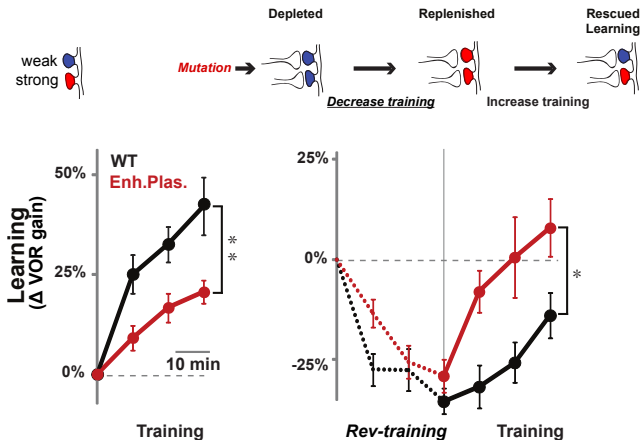 Depleted
Replenished
Rescued
Learning
weak
strong
Mutation
Decrease training
Increase training
Learning
(Δ VOR gain)
50%
25%
0%
WT
Enh.Plas.
**
10 min
Training
25%
0%
-25%
*
Rev-training
Training